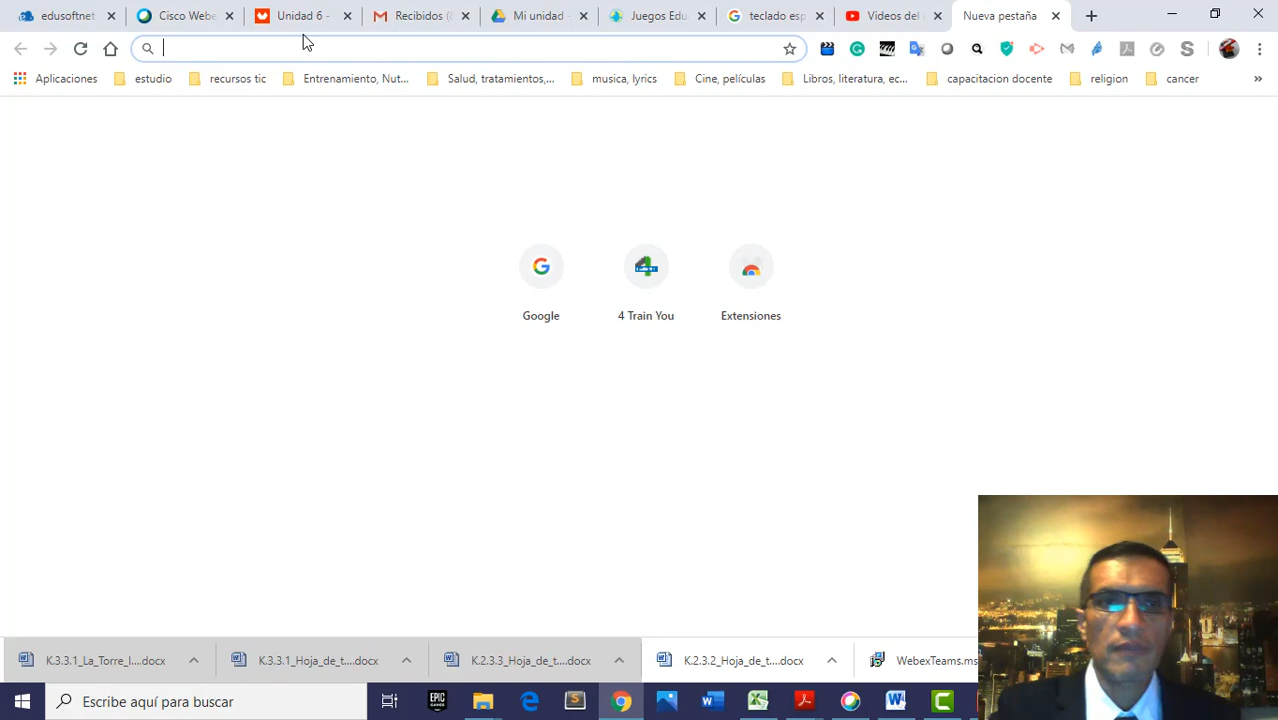 edusoftnet
Cisco Webe
Unidad 6 -
Recibidos ((
Mi unidad -
Juegos Edu
teclado esp
Videos del
Nueva pestaña
Aplicaciones
estudio
recursos tic
Entrenamiento, Nut...
Salud, tratamientos,...
musica, lyrics
Cine, películas
Libros, literatura, ec...
capacitacion docente
religion
cancer
Google
4 Train You
Extensiones
K.3.3.1_La_Torre_I....docx
K.3.3.1_Hoja_de_t....docx
K.2.3.3_Hoja_de_t....docx
K.2.3.2_Hoja_de_t....docx
WebexTeams.ms
Escribe aquí para buscar
EPIC GAMES